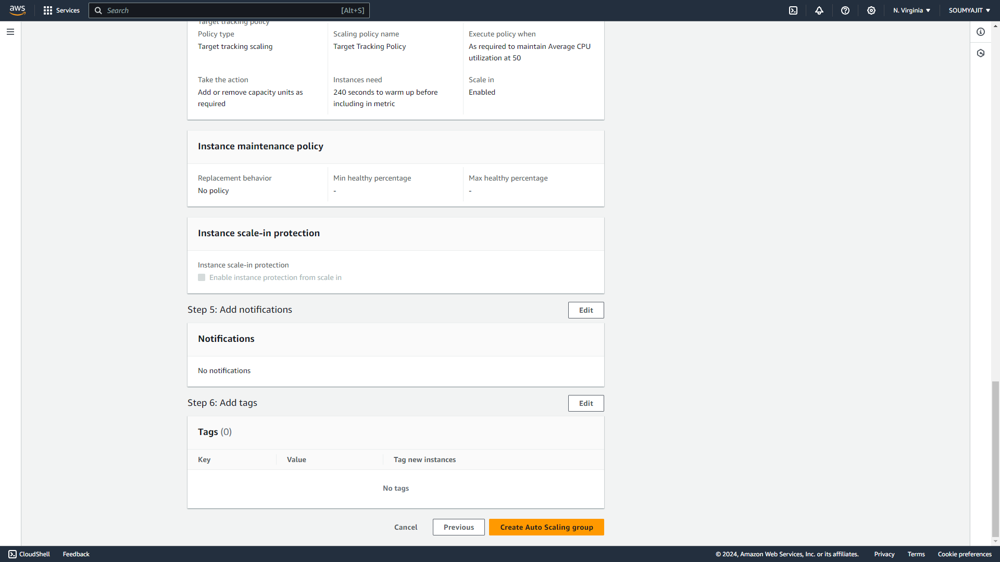 aws
Services
Search
[Alt+S]
N. Virginia
SOUMYAJIT
Target tracking policy
Policy type
Target tracking scaling
Scaling policy name
Target Tracking Policy
Execute policy when
As required to maintain Average CPU
utilization at 50
Take the action
Add or remove capacity units as
required
Instances need
240 seconds to warm up before
including in metric
Scale in
Enabled
Instance maintenance policy
Replacement behavior
No policy
Min healthy percentage
-
Max healthy percentage
-
Instance scale-in protection
Instance scale-in protection
Enable instance protection from scale in
Step 5: Add notifications
Edit
Notifications
No notifications
Step 6: Add tags
Edit
Tags (0)
Key
Value
Tag new instances
No tags
Cancel
Previous
Create Auto Scaling group
CloudShell
Feedback
© 2024, Amazon Web Services, Inc. or its affiliates.
Privacy
Terms
Cookie preferences